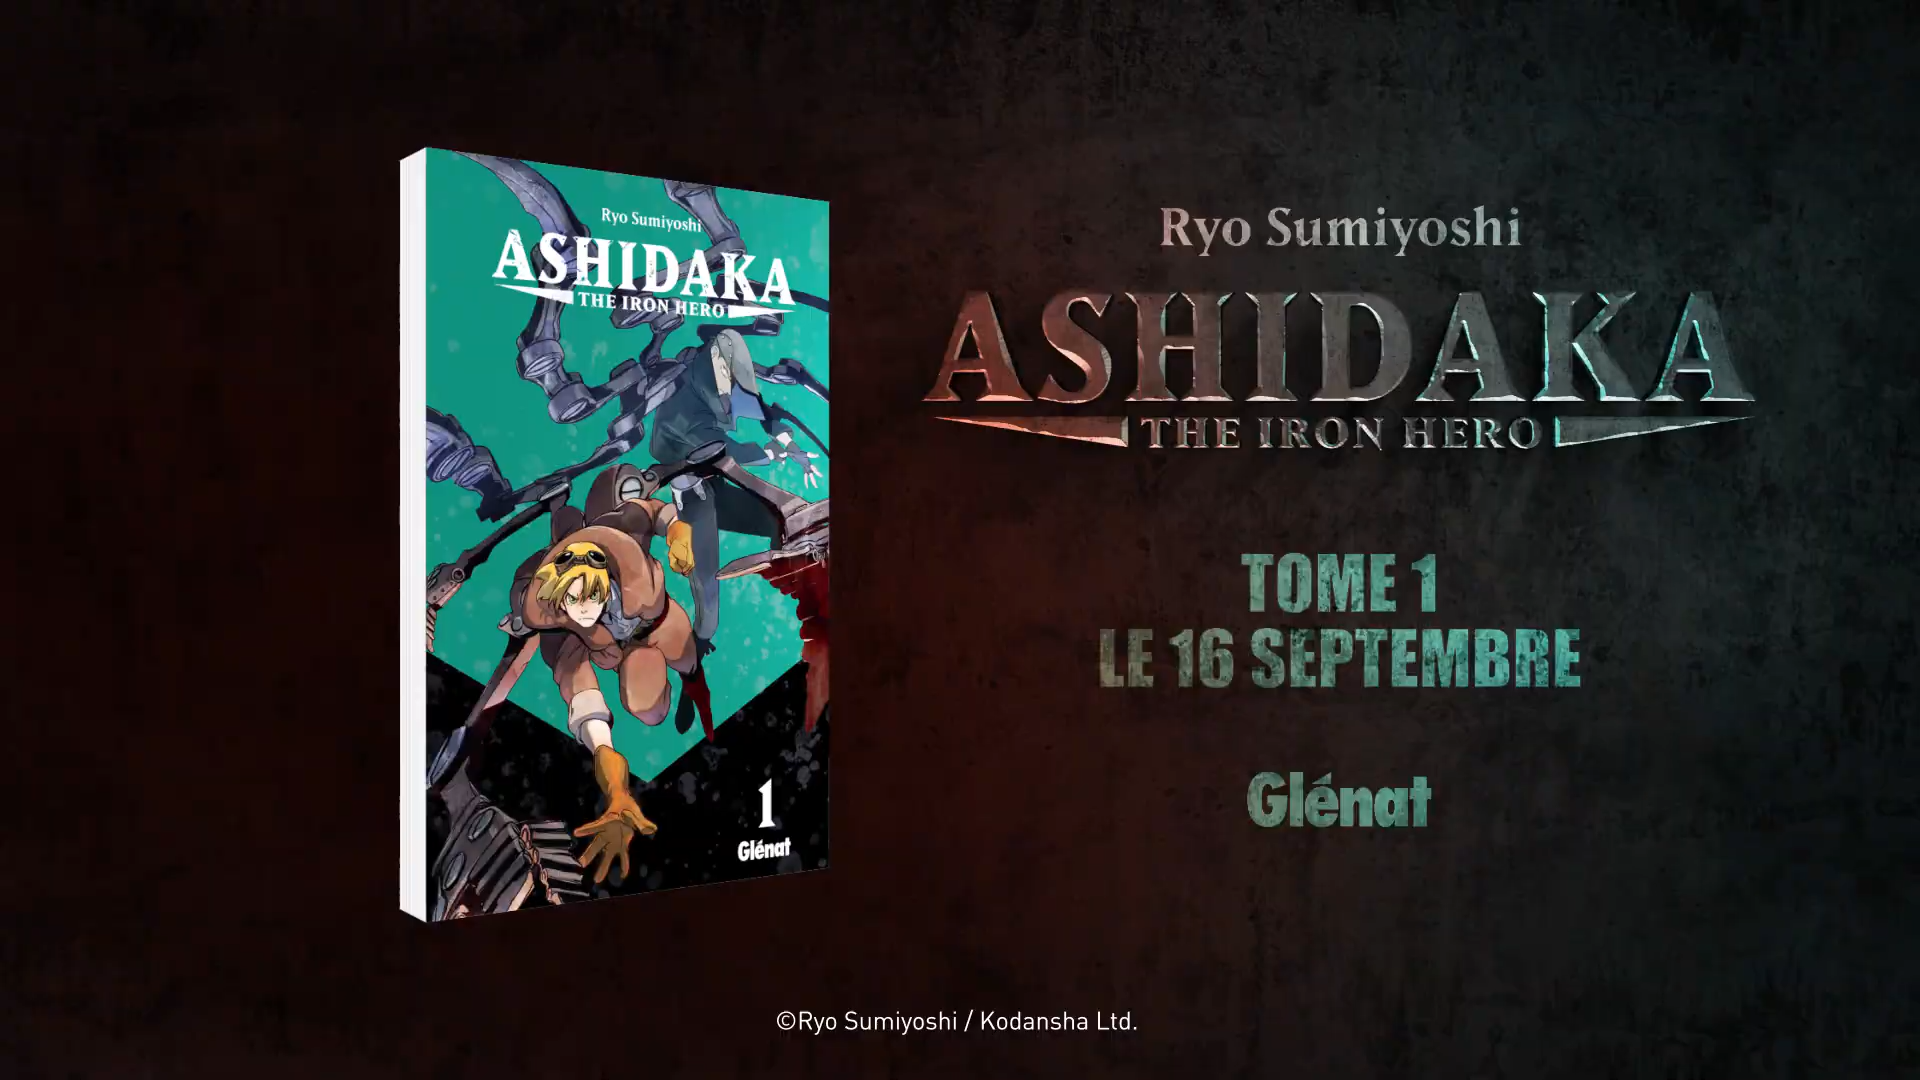 Ryo Sumiyoshi
ASHIDAKA
THE IRON HERO
1
Glénat
Ryo Sumiyoshi
ASHIDAKA
THE IRON HERO
TOME 1
LE 16 SEPTEMBRE
Glénat
©Ryo Sumiyoshi / Kodansha Ltd.